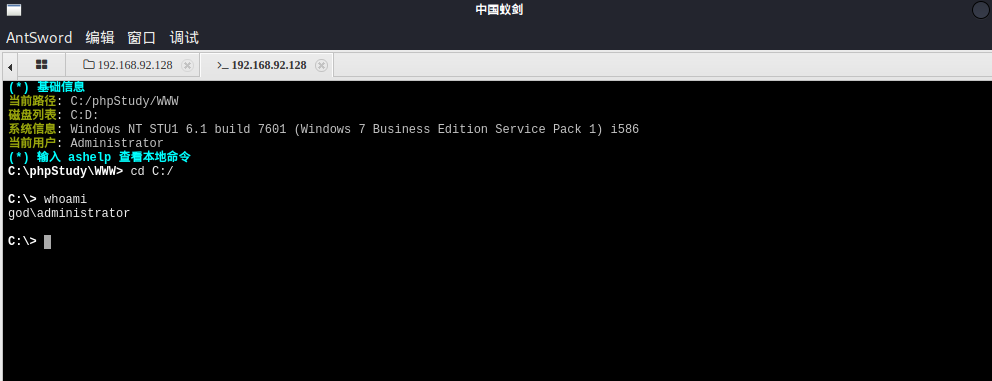 中国蚁剑
AntSword 编辑 窗口 调试
192.168.92.128 >_ 192.168.92.128
(*) 基础信息
当前路径: C:/phpStudy/WWW
磁盘列表: C:D:
系统信息: Windows NT STU1 6.1 build 7601 (Windows 7 Business Edition Service Pack 1) i586
当前用户: Administrator
(*) 输入 ashelp 查看本地命令
C:\phpStudy\WWW> cd C:/
C:\> whoami
god\administrator
C:\>